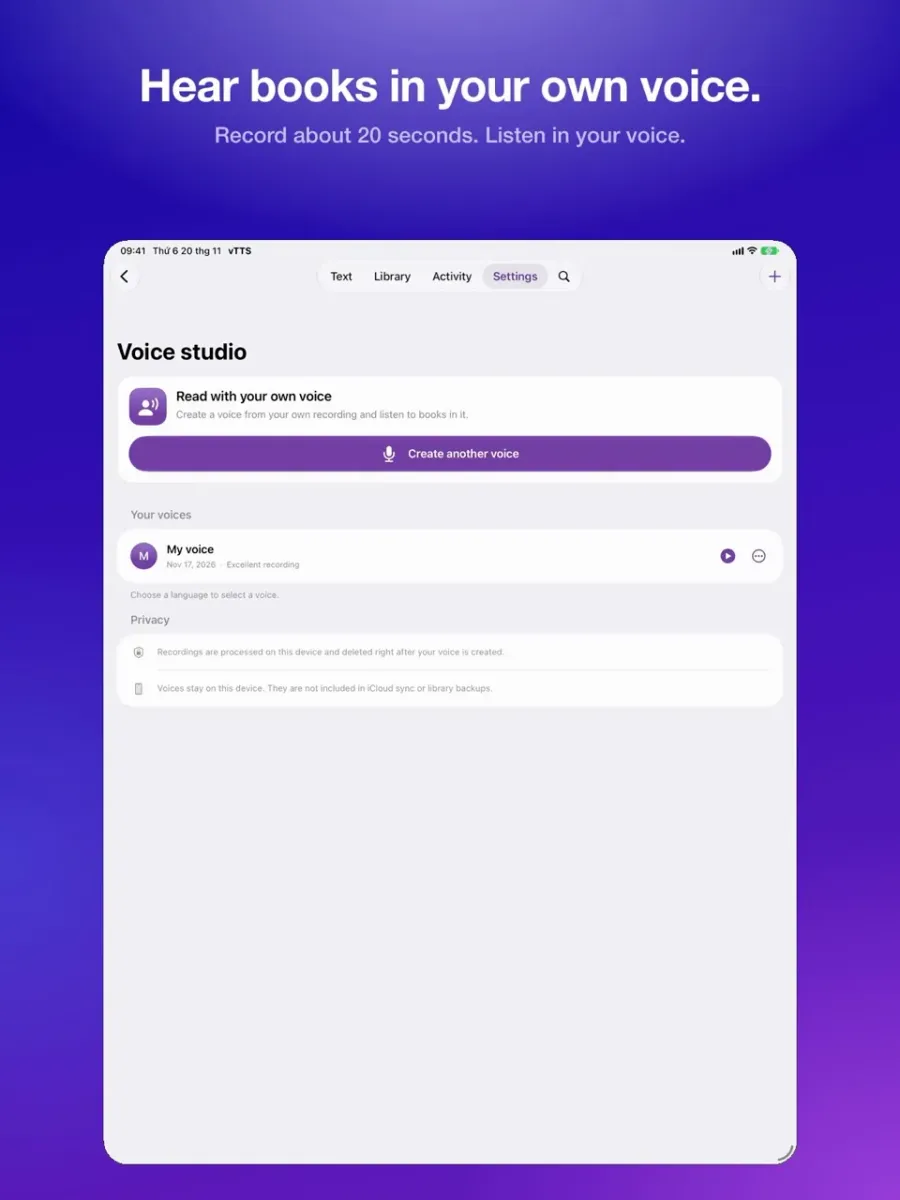 Hear books in your own voice.
Record about 20 seconds. Listen in your voice.
09:41 Thứ 6 20 thg 11 vTTS
Text Library Activity Settings
Voice studio
Read with your own voice
Create a voice from your own recording and listen to books in it.
Create another voice
Your voices
M
My voice
Nov 17, 2026 · Excellent recording
Choose a language to select a voice.
Privacy
Recordings are processed on this device and deleted right after your voice is created.
Voices stay on this device. They are not included in iCloud sync or library backups.